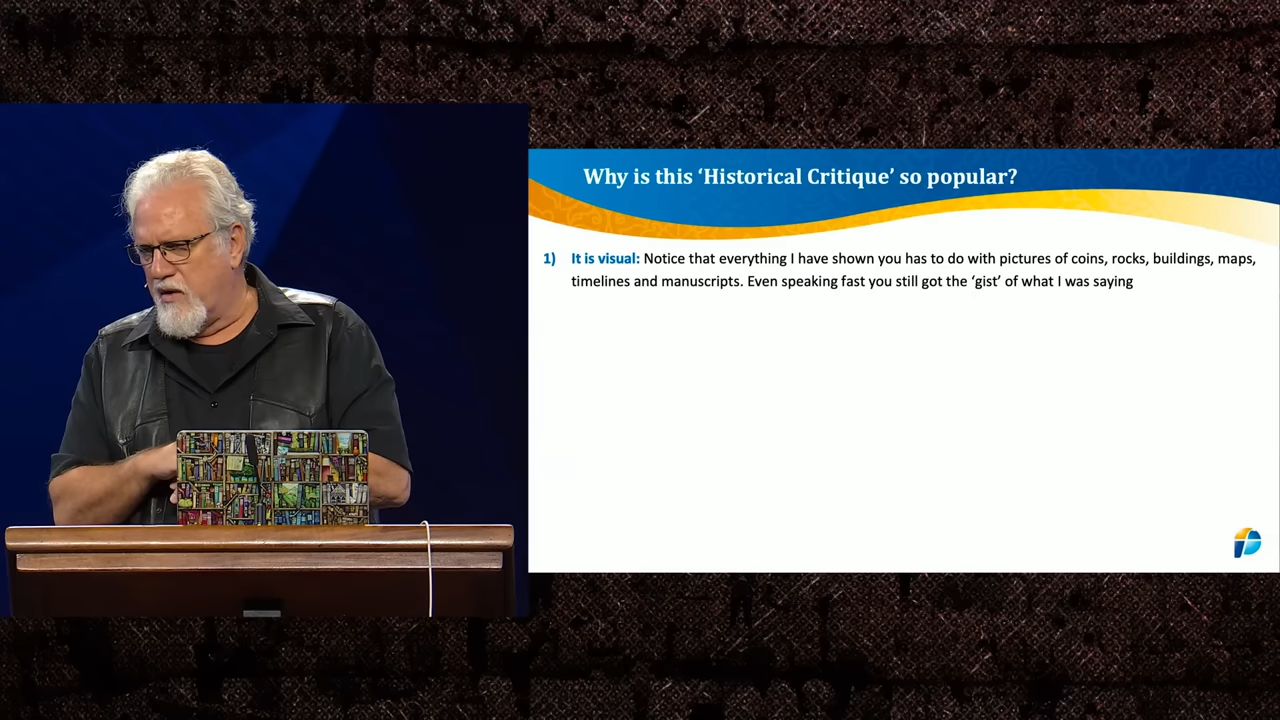 Why is this ‘Historical Critique’ so popular?
1) It is visual: Notice that everything I have shown you has to do with pictures of coins, rocks, buildings, maps,
timelines and manuscripts. Even speaking fast you still got the ‘gist’ of what I was saying